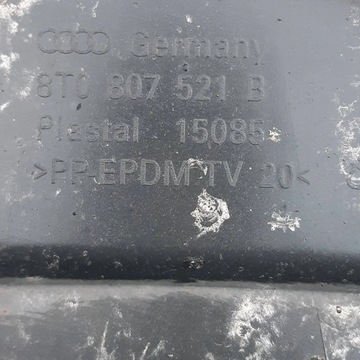 Germany
8T0 807 521 B
Plastal 15085
>PP-EPDM TV 20<